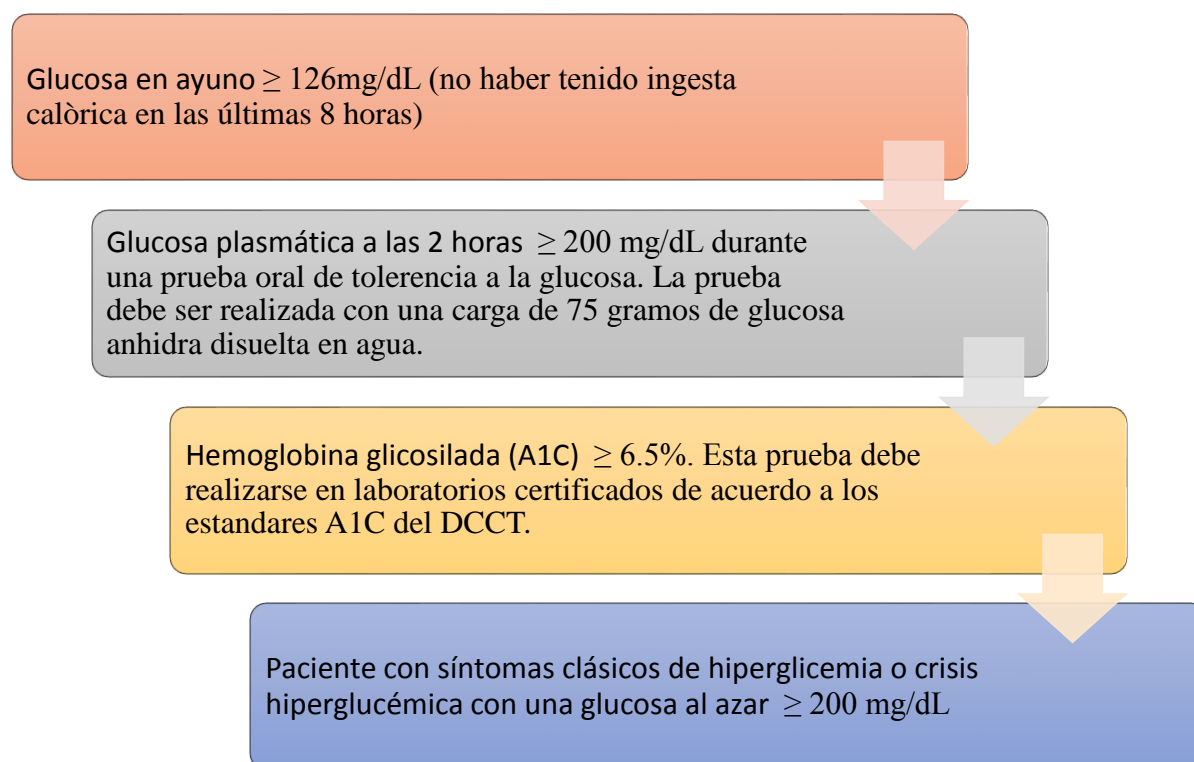 Glucosa en ayuno ≥ 126mg/dL (no haber tenido ingesta
calòrica en las últimas 8 horas)
Glucosa plasmática a las 2 horas ≥ 200 mg/dL durante
una prueba oral de tolerencia a la glucosa. La prueba
debe ser realizada con una carga de 75 gramos de glucosa
anhidra disuelta en agua.
Hemoglobina glicosilada (A1C) ≥ 6.5%. Esta prueba debe
realizarse en laboratorios certificados de acuerdo a los
estandares A1C del DCCT.
Paciente con síntomas clásicos de hiperglicemia o crisis
hiperglucémica con una glucosa al azar ≥ 200 mg/dL